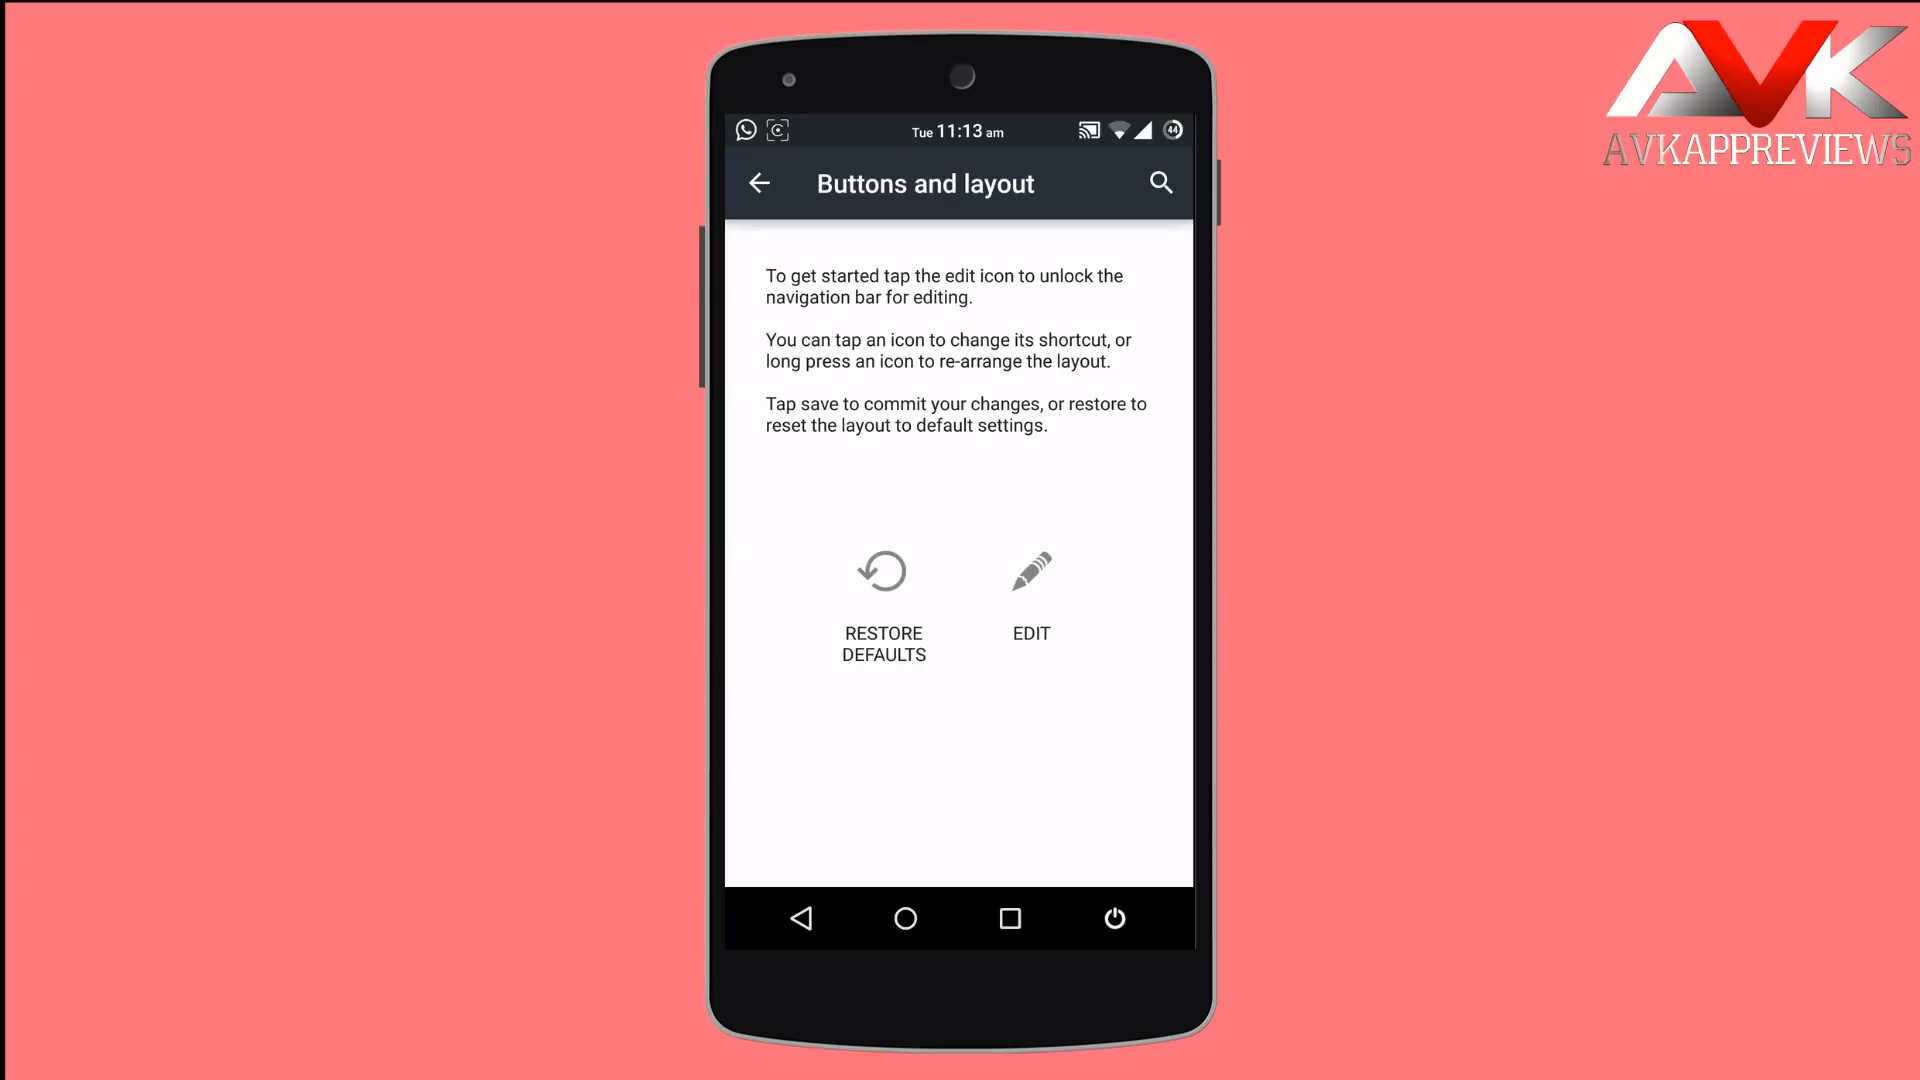 AVK
AVKAPPREVIEWS
Tue 11:13 am
44
Buttons and layout
To get started tap the edit icon to unlock the
navigation bar for editing.
You can tap an icon to change its shortcut, or
long press an icon to re-arrange the layout.
Tap save to commit your changes, or restore to
reset the layout to default settings.
RESTORE
DEFAULTS
EDIT